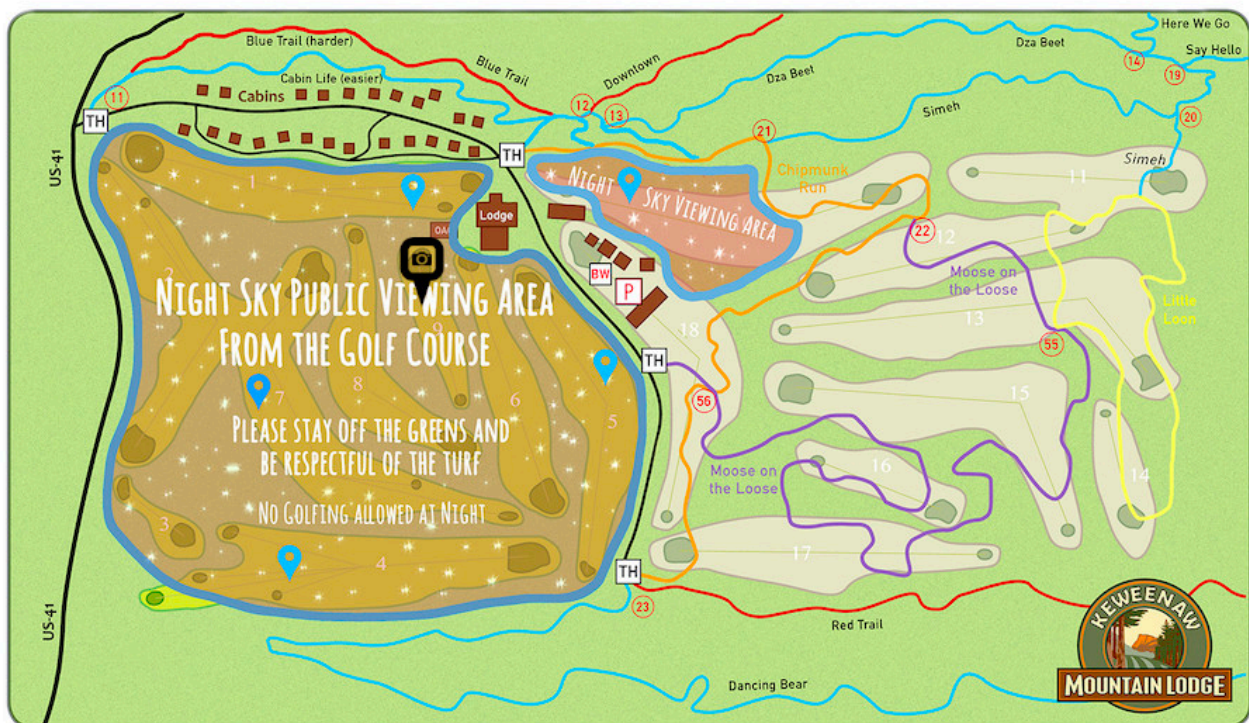 Here We Go
Blue Trail (harder)
Dza Beet
Say Hello
Blue Trail
Downtown
14
19
Cabin Life (easier)
Dza Beet
11
Cabins
12
13
Simeh
20
TH
21
US-41
TH
Simeh
Chipmunk
Run
NIGHT SKY VIEWING AREA
1
11
Lodge
OAC
22
12
BW
P
Moose on
the Loose
Little
Loon
2
NIGHT SKY PUBLIC VIEWING AREA
FROM THE GOLF COURSE
9
18
13
55
TH
7
8
6
5
56
15
PLEASE STAY OFF THE GREENS AND
BE RESPECTFUL OF THE TURF
Moose on
the Loose
16
14
NO GOLFING ALLOWED AT NIGHT
3
4
17
TH
23
Red Trail
US-41
Dancing Bear
KEWEENAW
MOUNTAIN LODGE